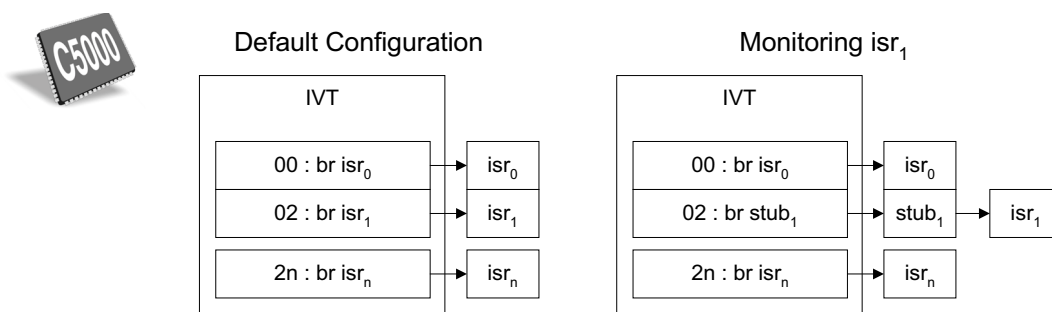 C5000
Default Configuration
IVT
00 : br isr₀
isr₀
02 : br isr₁
isr₁
2n : br isrₙ
isrₙ
Monitoring isr₁
IVT
00 : br isr₀
isr₀
02 : br stub₁
stub₁
isr₁
2n : br isrₙ
isrₙ